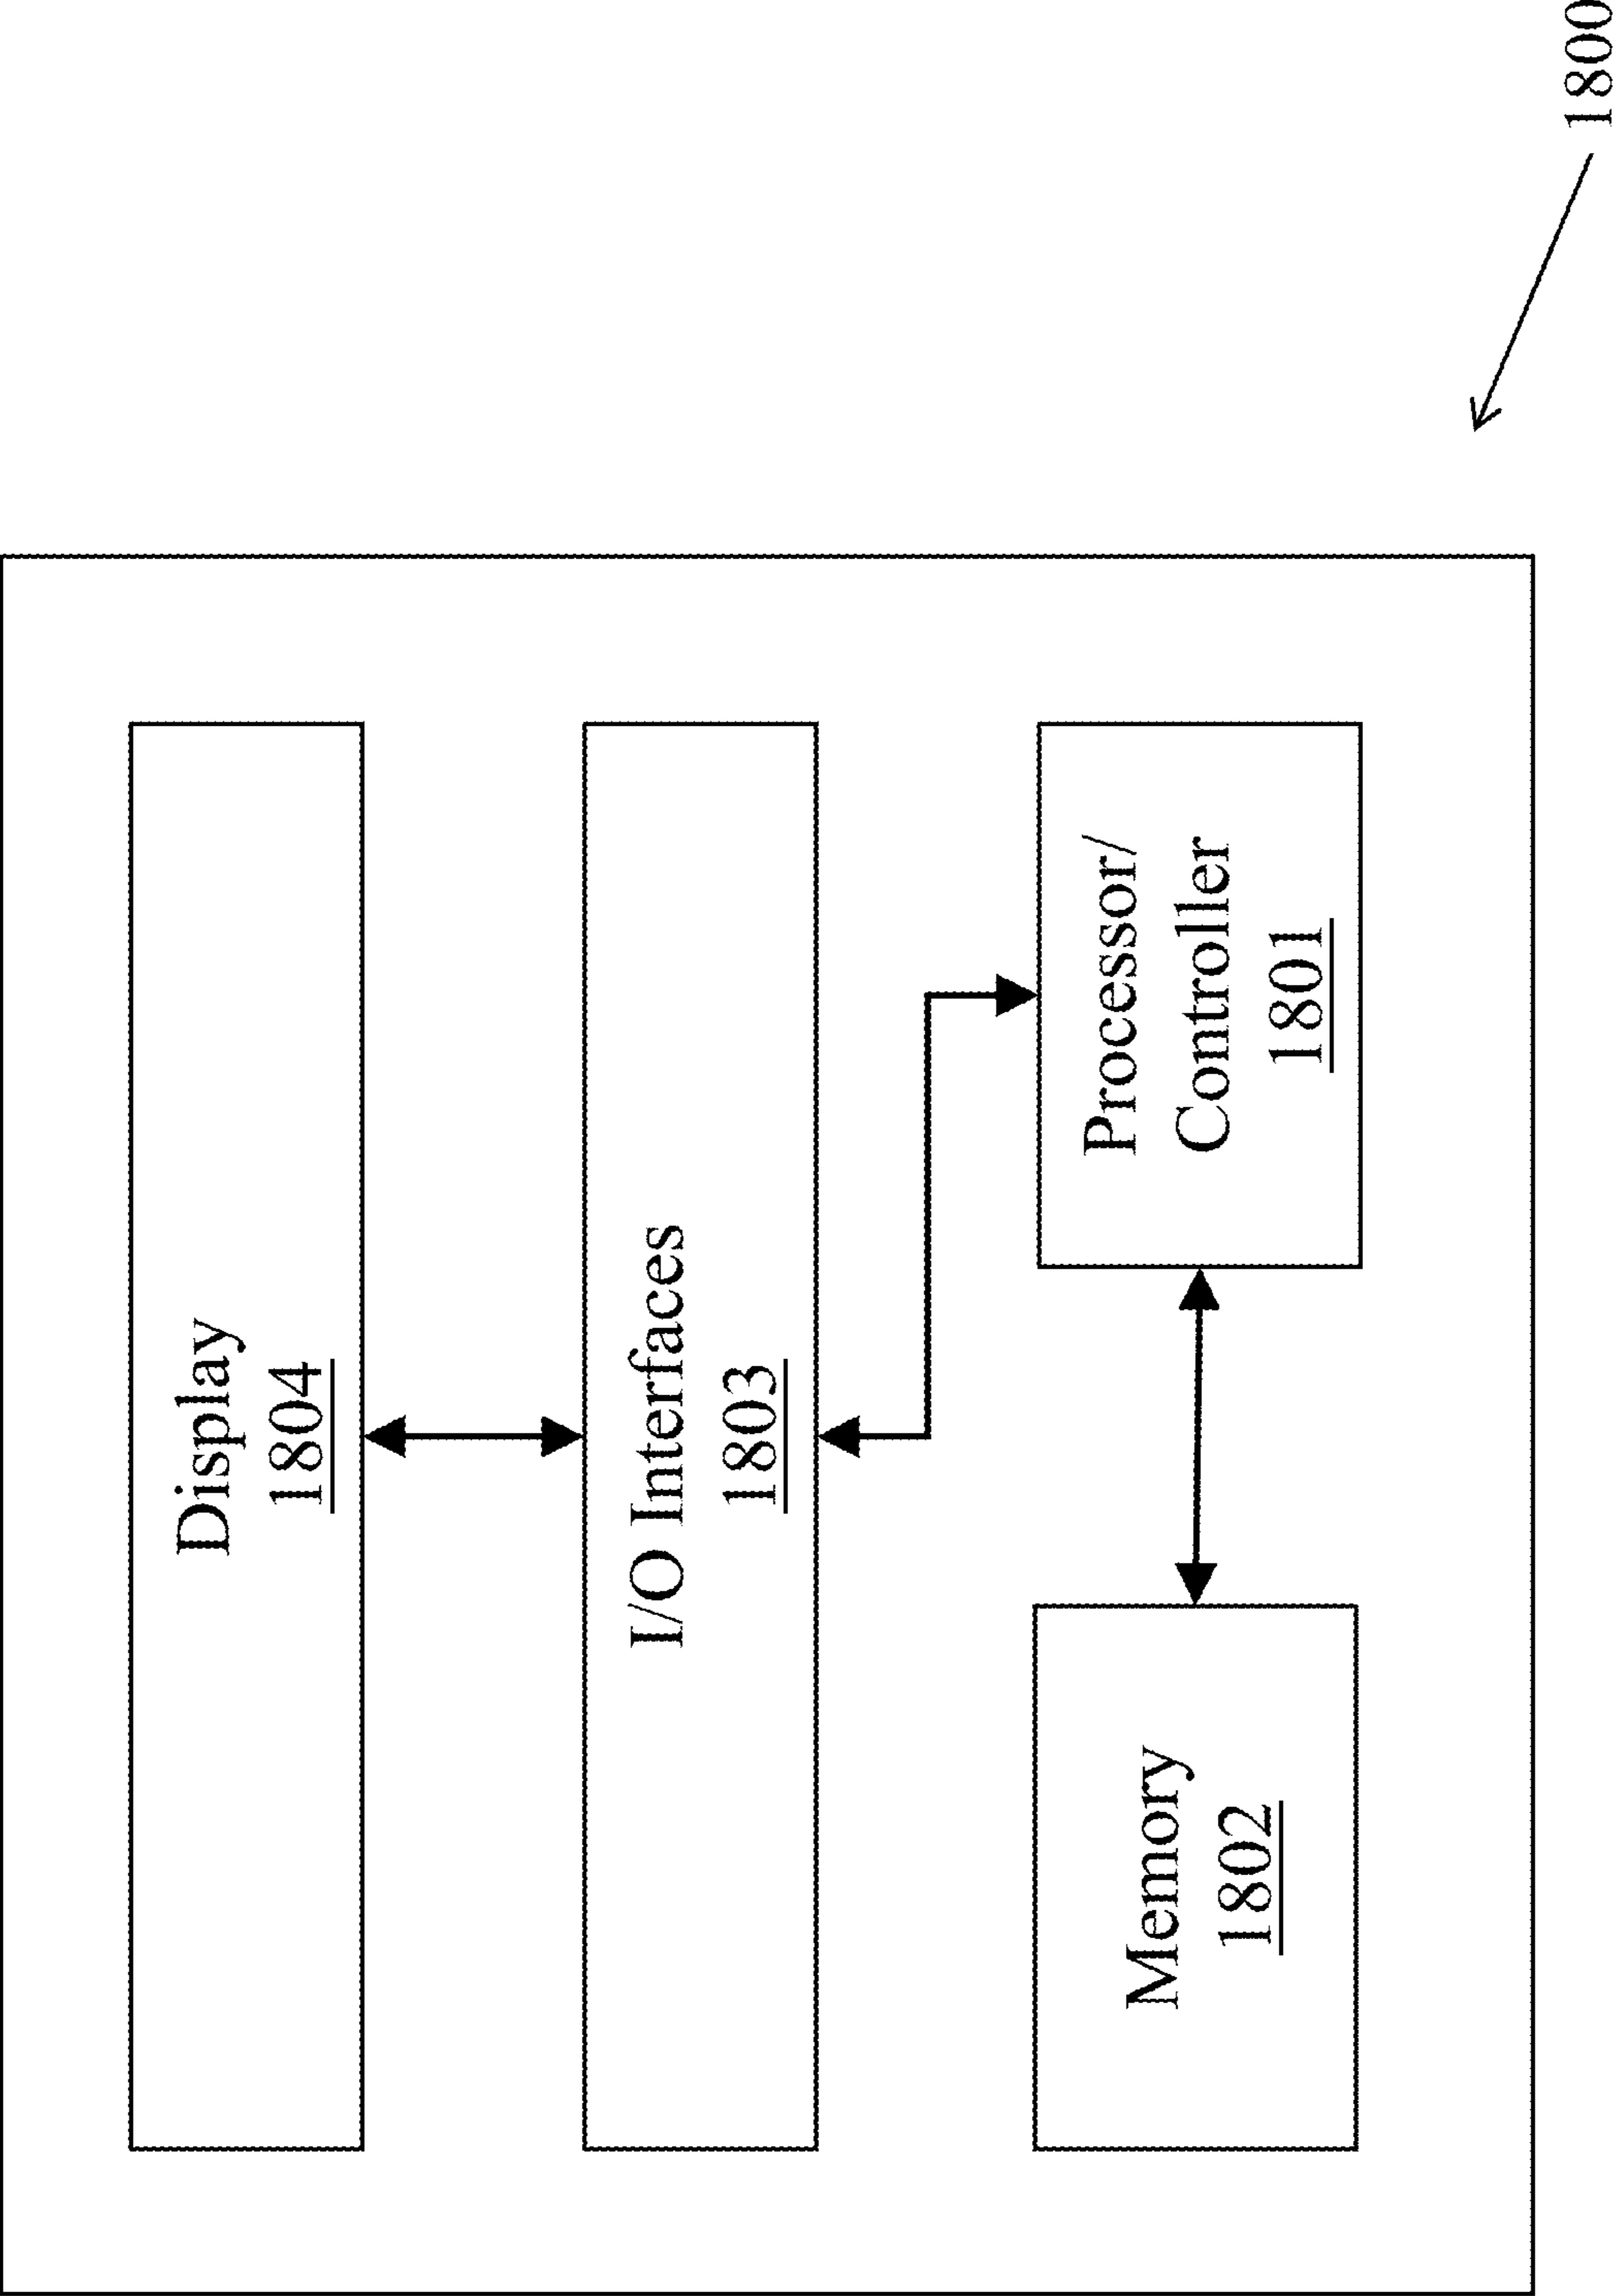 Display
1804
I/O Interfaces
1803
Memory
1802
Processor/
Controller
1801
1800